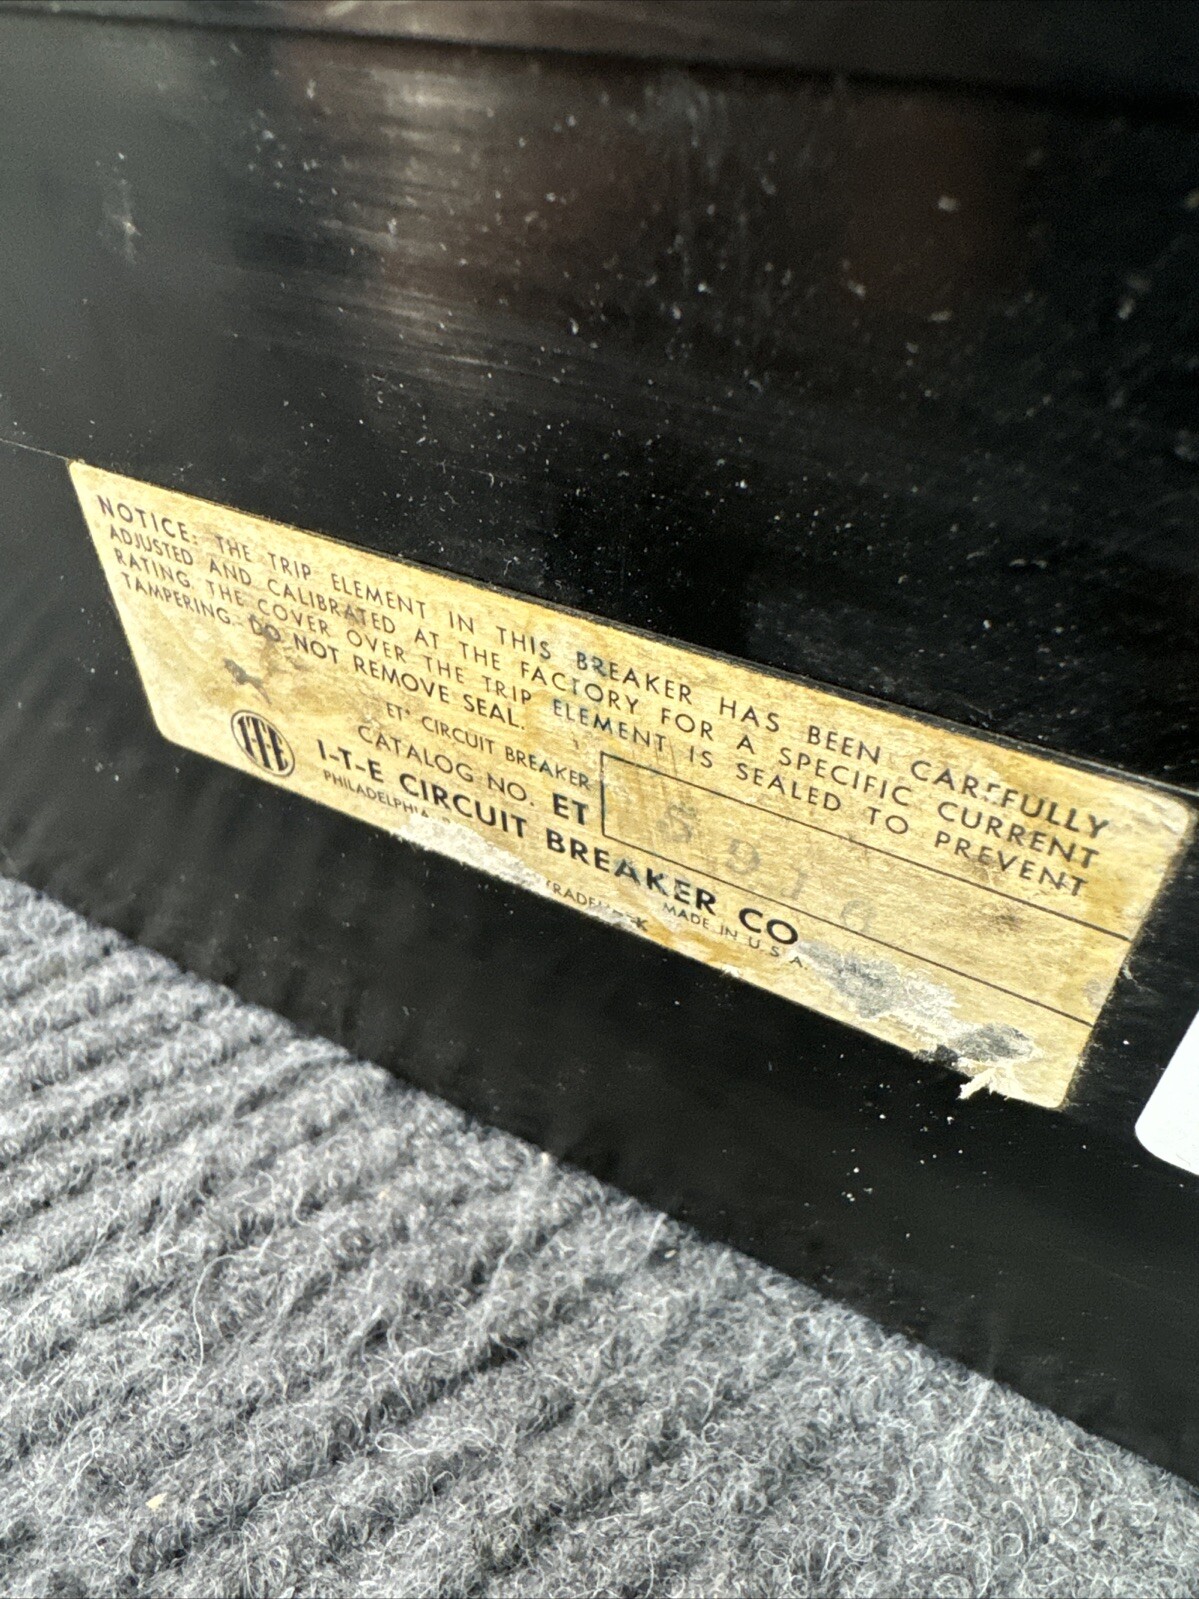 NOTICE: THE TRIP ELEMENT IN THIS BREAKER HAS BEEN CAREFULLY
ADJUSTED AND CALIBRATED AT THE FACTORY FOR A SPECIFIC CURRENT
RATING. THE COVER OVER THE TRIP ELEMENT IS SEALED TO PREVENT
TAMPERING. DO NOT REMOVE SEAL.
ET* CIRCUIT BREAKER
CATALOG NO. ET
I-T-E I-T-E CIRCUIT BREAKER CO
PHILADELPHIA MADE IN U.S.A.